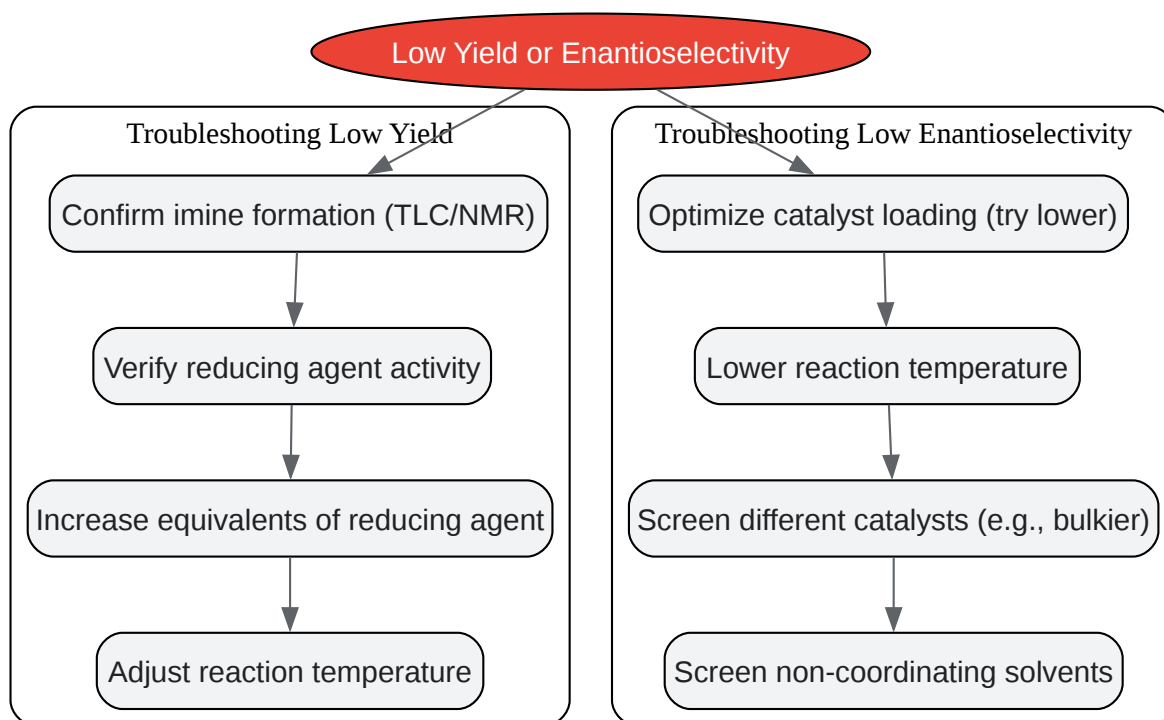 Low Yield or Enantioselectivity
Troubleshooting Low Yield
Confirm imine formation (TLC/NMR)
Verify reducing agent activity
Increase equivalents of reducing agent
Adjust reaction temperature
Troubleshooting Low Enantioselectivity
Optimize catalyst loading (try lower)
Lower reaction temperature
Screen different catalysts (e.g., bulkier)
Screen non-coordinating solvents